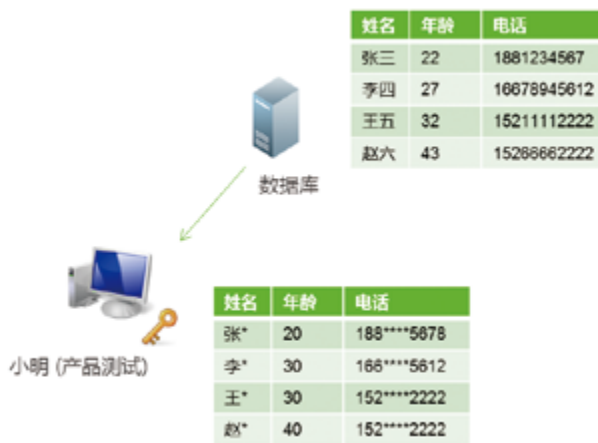 姓名 年龄 电话
张三 22 1881234567
李四 27 16678945612
王五 32 15211112222
赵六 43 15266662222
数据库
小明 (产品测试)
姓名 年龄 电话
张* 20 188****5678
李* 30 166****5612
王* 30 152****2222
赵* 40 152****2222